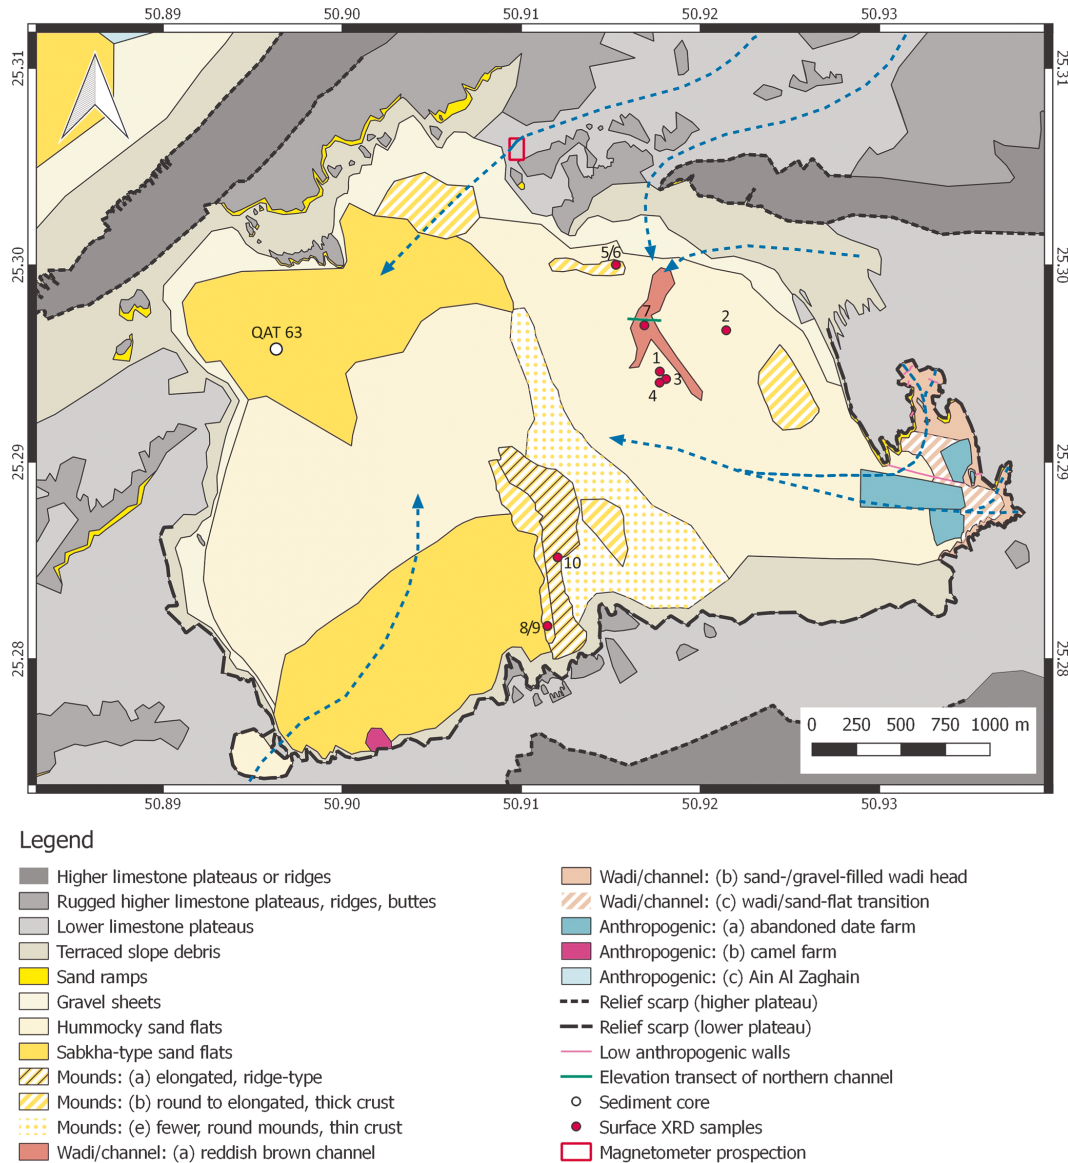 50.89 50.90 50.91 50.92 50.93
25.31 25.31
25.30 25.30
25.29 25.29
25.28 25.28
5/6
7
2
QAT 63
1
3
4
10
8/9
0 250 500 750 1000 m
50.89 50.90 50.91 50.92 50.93
Legend
Higher limestone plateaus or ridges
Rugged higher limestone plateaus, ridges, buttes
Lower limestone plateaus
Terraced slope debris
Sand ramps
Gravel sheets
Hummocky sand flats
Sabkha-type sand flats
Mounds: (a) elongated, ridge-type
Mounds: (b) round to elongated, thick crust
Mounds: (e) fewer, round mounds, thin crust
Wadi/channel: (a) reddish brown channel
Wadi/channel: (b) sand-/gravel-filled wadi head
Wadi/channel: (c) wadi/sand-flat transition
Anthropogenic: (a) abandoned date farm
Anthropogenic: (b) camel farm
Anthropogenic: (c) Ain Al Zaghain
Relief scarp (higher plateau)
Relief scarp (lower plateau)
Low anthropogenic walls
Elevation transect of northern channel
Sediment core
Surface XRD samples
Magnetometer prospection